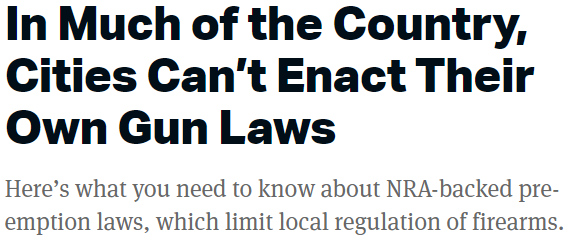 In Much of the Country,
Cities Can’t Enact Their
Own Gun Laws
Here’s what you need to know about NRA-backed pre-
emption laws, which limit local regulation of firearms.